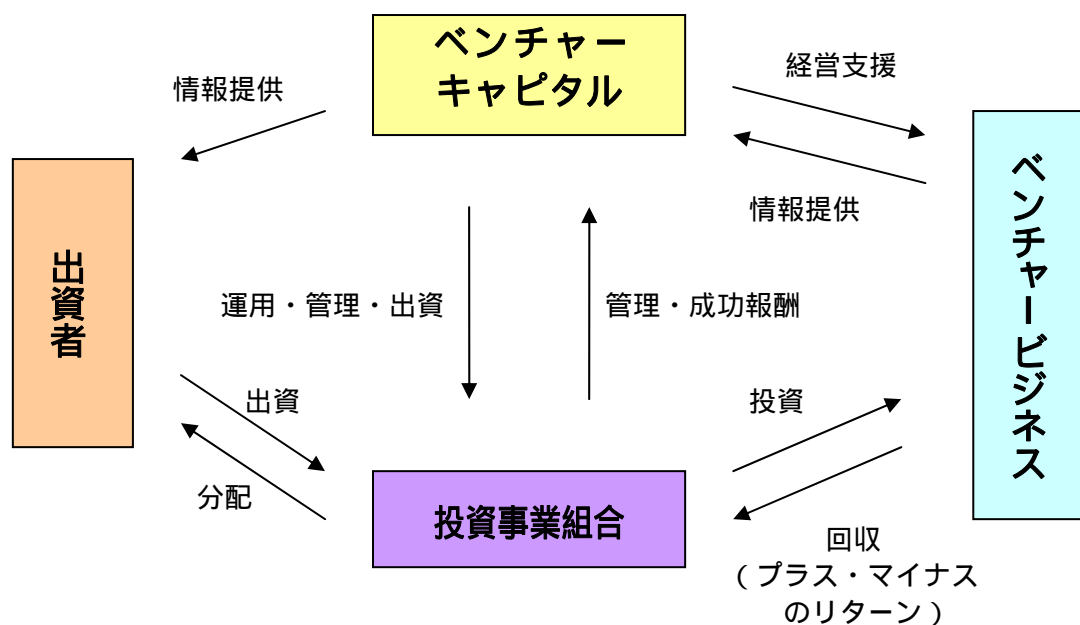 ベンチャー
キャピタル
情報提供
経営支援
情報提供
出資者
ベンチャービジネス
運用・管理・出資
管理・成功報酬
出資
分配
投資
投資事業組合
回収
（プラス・マイナス
のリターン）